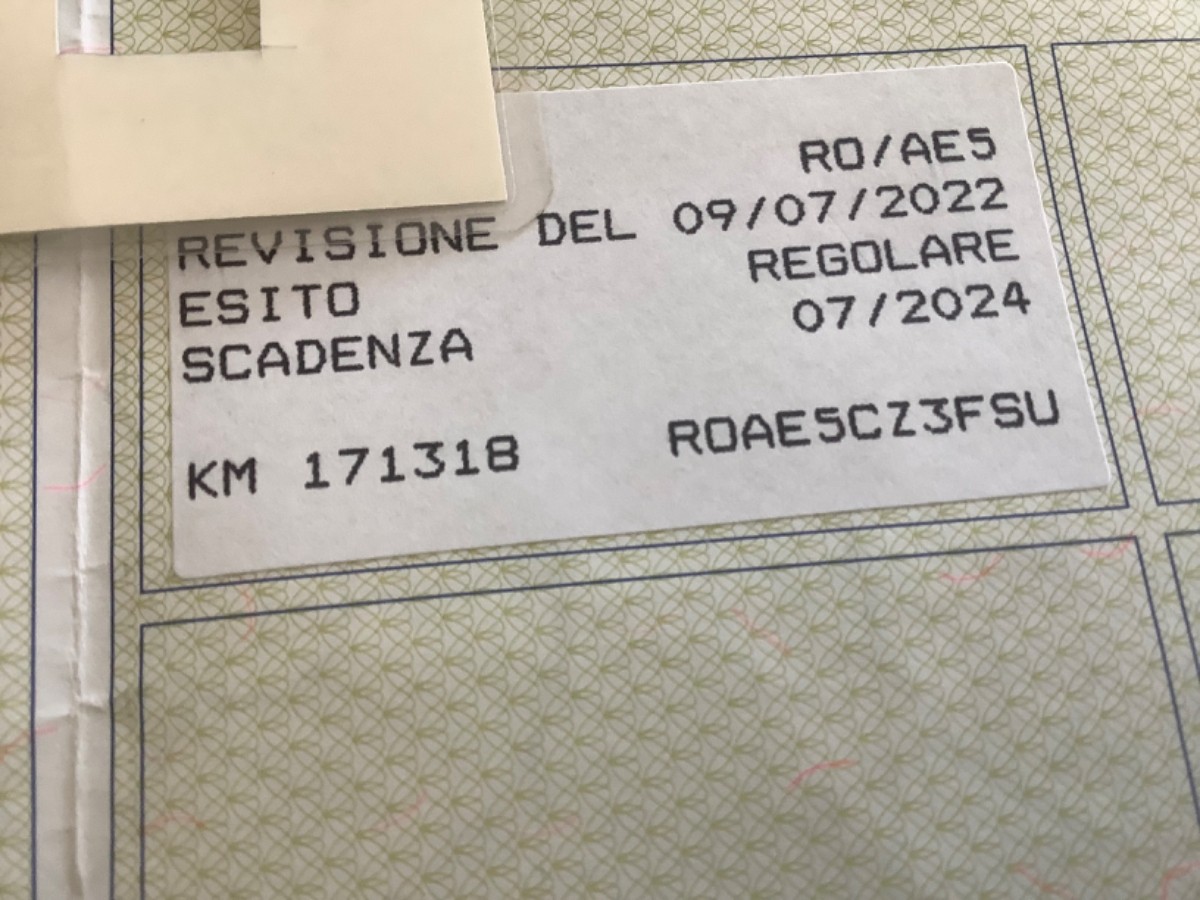 RO/AE5
REVISIONE DEL 09/07/2022
ESITO REGOLARE
SCADENZA 07/2024
KM 171318 ROAE5CZ3FSU